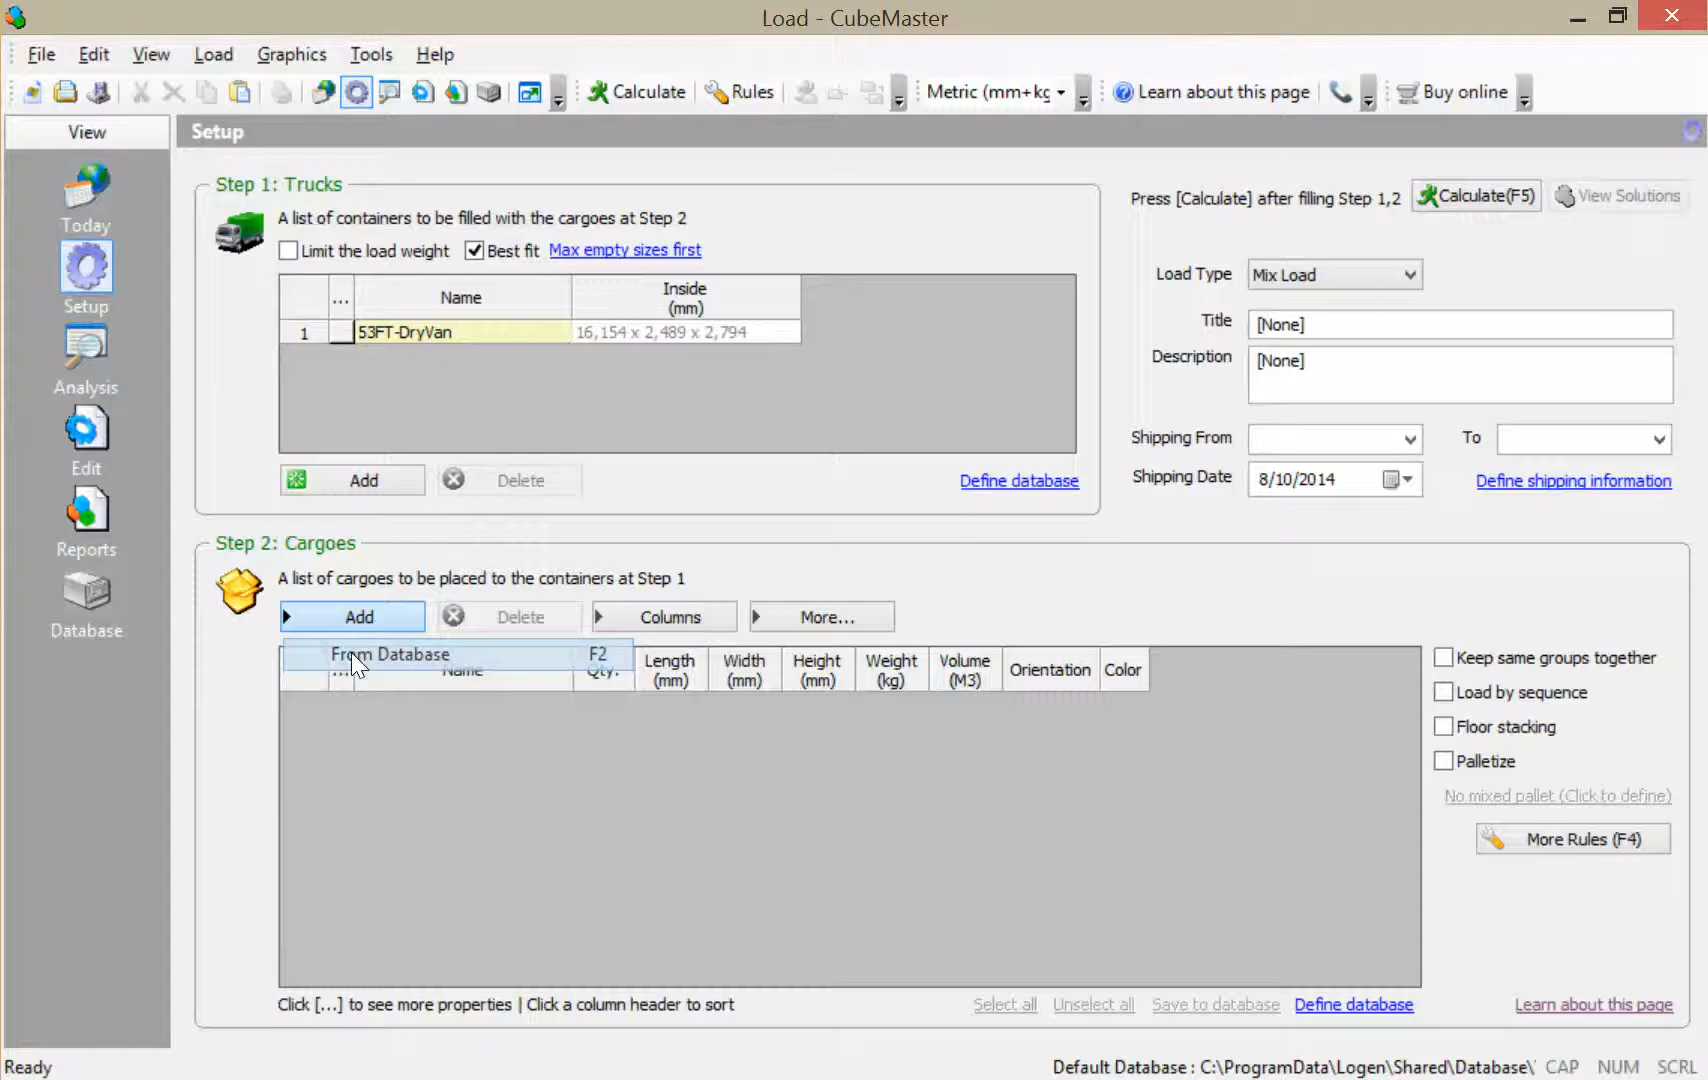 Load - CubeMaster
File Edit View Load Graphics Tools Help
Calculate Rules Metric (mm+kg Learn about this page Buy online
View
Today
Setup
Analysis
Edit
Reports
Database
Setup
Step 1: Trucks
A list of containers to be filled with the cargoes at Step 2
Limit the load weight Best fit Max empty sizes first
... Name Inside (mm)
1 53FT-DryVan 16,154 x 2,489 x 2,794
Add Delete Define database
Press [Calculate] after filling Step 1,2 Calculate(F5) View Solutions
Load Type Mix Load
Title [None]
Description [None]
Shipping From To
Shipping Date 8/10/2014 Define shipping information
Step 2: Cargoes
A list of cargoes to be placed to the containers at Step 1
Add Delete Columns More...
From Database F2
... Name Qty. Length (mm) Width (mm) Height (mm) Weight (kg) Volume (M3) Orientation Color
Keep same groups together
Load by sequence
Floor stacking
Palletize
No mixed pallet (Click to define)
More Rules (F4)
Click [...] to see more properties | Click a column header to sort Select all Unselect all Save to database Define database Learn about this page
Ready Default Database : C:\ProgramData\Logen\Shared\Database\ CAP NUM SCRL